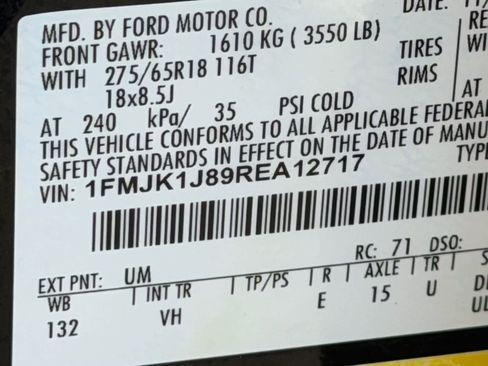 MFD. BY FORD MOTOR CO.
DATE:
FRONT GAWR: 1610 KG ( 3550 LB)
WITH 275/65R18 116T TIRES
18x8.5J RIMS
AT 240 kPa/ 35 PSI COLD
AT
THIS VEHICLE CONFORMS TO ALL APPLICABLE FEDERA
SAFETY STANDARDS IN EFFECT ON THE DATE OF MANU
VIN: 1FMJK1J89REA12717 TYPE
EXT PNT: UM RC: 71 DSO:
WB | INT TR | TP/PS | R | AXLE | TR |
132 VH E 15 U